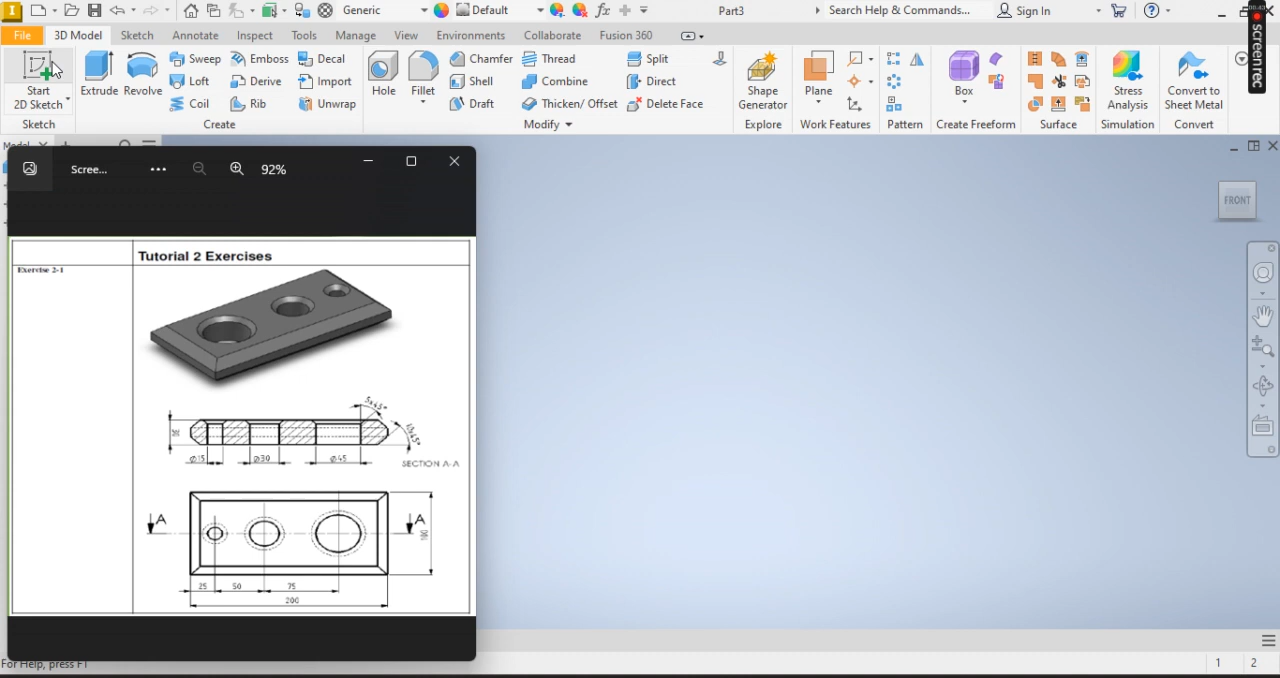 Generic
Default
Part3
Search Help & Commands...
Sign In
File
3D Model
Sketch
Annotate
Inspect
Tools
Manage
View
Environments
Collaborate
Fusion 360
Start
2D Sketch
Extrude
Revolve
Sweep
Loft
Coil
Emboss
Derive
Rib
Decal
Import
Unwrap
Hole
Fillet
Chamfer
Shell
Draft
Thread
Combine
Thicken/ Offset
Split
Direct
Delete Face
Shape
Generator
Plane
Box
Stress
Analysis
Convert to
Sheet Metal
Sketch
Create
Modify
Explore
Work Features
Pattern
Create Freeform
Surface
Simulation
Convert
screen rec
Scree...
92%
FRONT
Tutorial 2 Exercises
Exercise 2-1
5x45°
Ø15
Ø30
Ø45
SECTION A-A
A
A
100
25
50
75
200
For Help, press F1
1
2